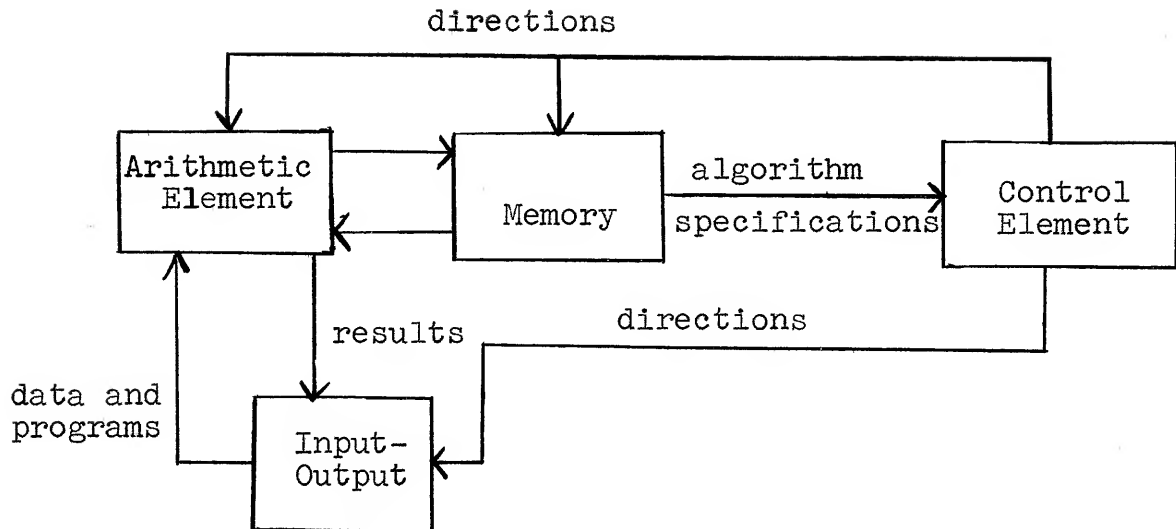 directions
Arithmetic
Element
Memory
algorithm
specifications
Control
Element
results
directions
data and
programs
Input-
Output